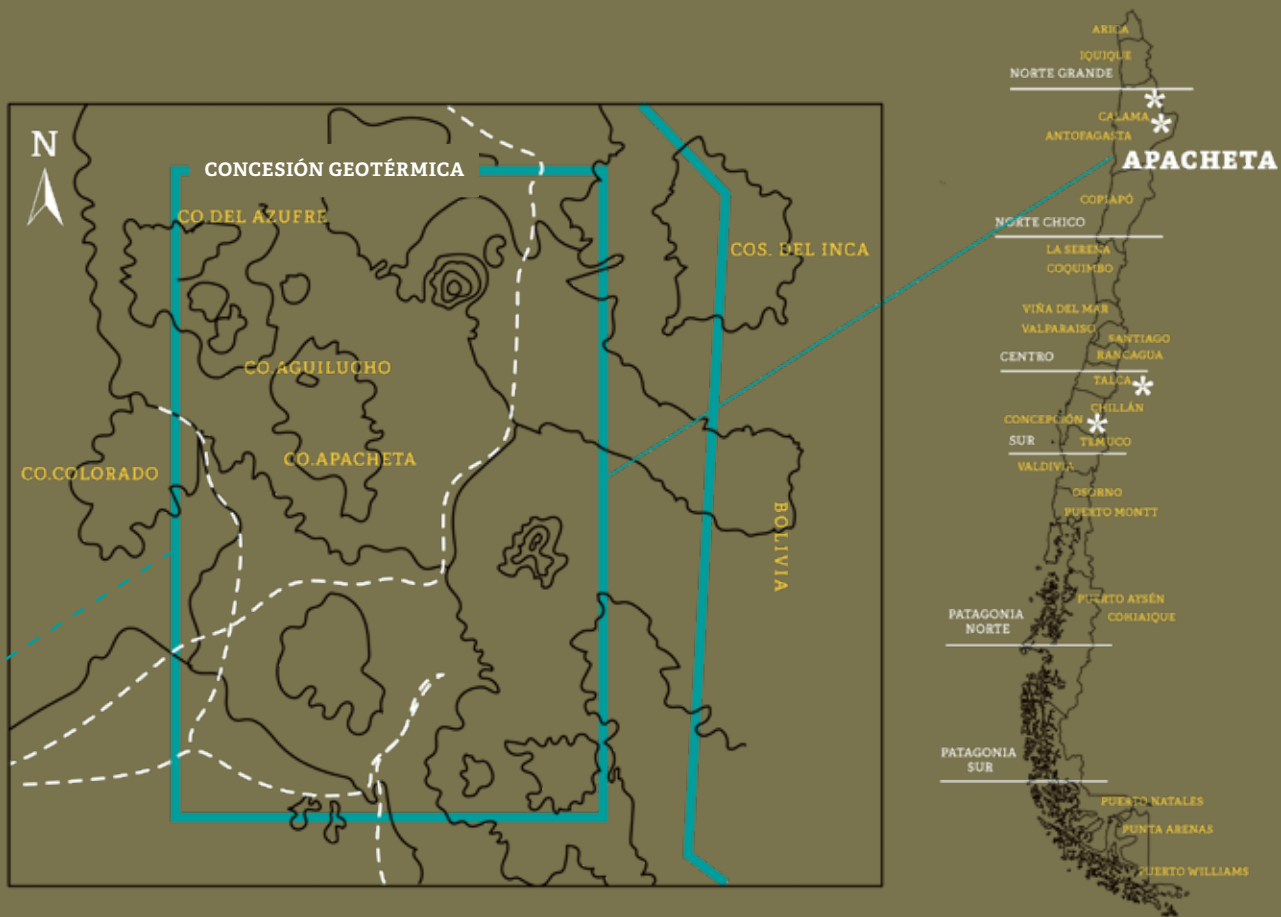 N
CONCESIÓN GEOTÉRMICA
CO.DEL AZUFRE
COS. DEL INCA
CO.AGUILUCHO
CO.APACHETA
CO.COLORADO
BOLIVIA
ARICA
IQUIQUE
NORTE GRANDE
CALAMA
ANTOFAGASTA
APACHETA
COPIAPÓ
NORTE CHICO
LA SERENA
COQUIMBO
VIÑA DEL MAR
VALPARAÍSO
SANTIAGO
CENTRO
RANCAGUA
TALCA
CHILLÁN
CONCEPCIÓN
SUR
TEMUCO
VALDIVIA
OSORNO
PUERTO MONTT
PUERTO AYSÉN
PATAGONIA
NORTE
COHIAIQUE
PATAGONIA
SUR
PUERTO NATALES
PUNTA ARENAS
PUERTO WILLIAMS